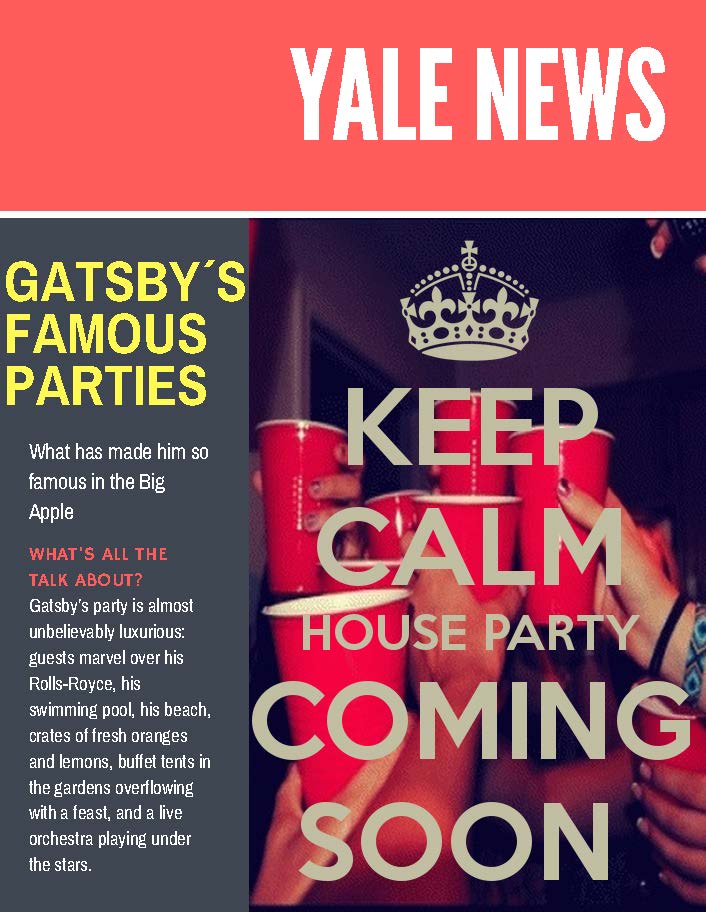 YALE NEWS
GATSBY´S
FAMOUS
PARTIES
What has made him so
famous in the Big
Apple
WHAT'S ALL THE
TALK ABOUT?
Gatsby's party is almost
unbelievably luxurious:
guests marvel over his
Rolls-Royce, his
swimming pool, his beach,
crates of fresh oranges
and lemons, buffet tents in
the gardens overflowing
with a feast, and a live
orchestra playing under
the stars.
KEEP
CALM
HOUSE PARTY
COMING
SOON